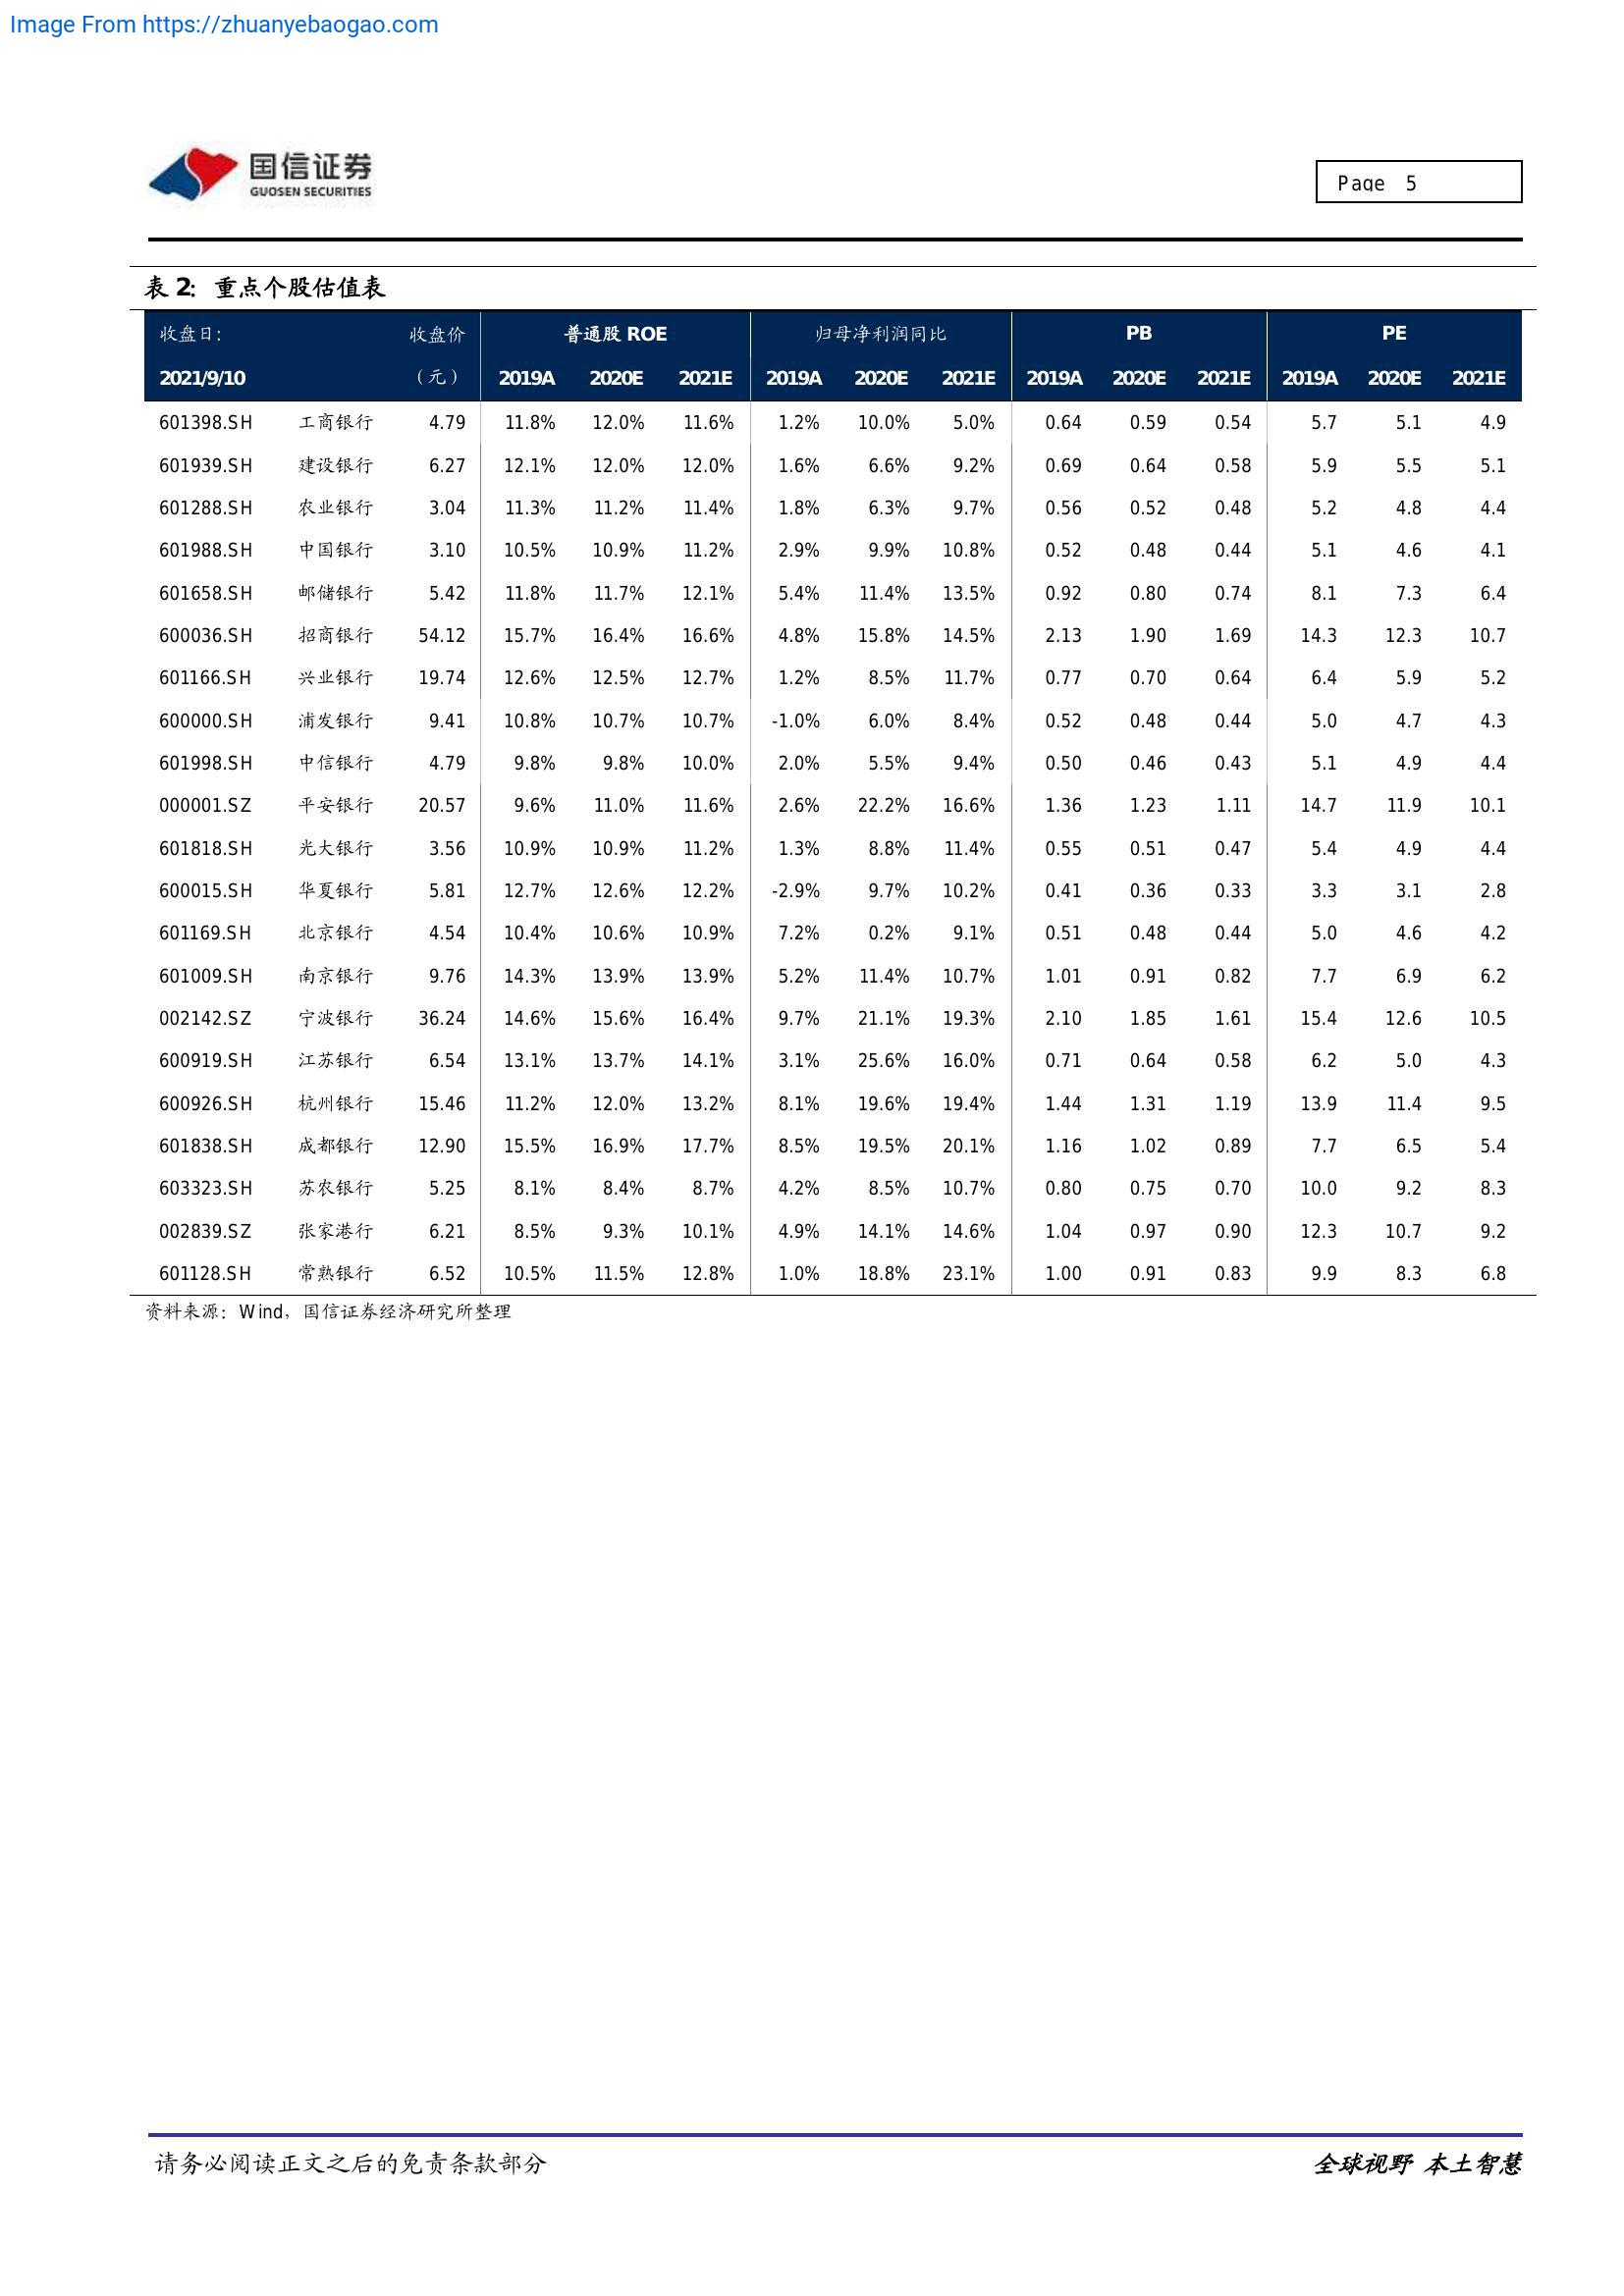 Image From https://zhuanyebaogao.com
国信证券
GUOSEN SECURITIES
Page 5
表 2：重点个股估值表
收盘日： 收盘价 普通股 ROE 归母净利润同比 PB PE
2021/9/10 （元） 2019A 2020E 2021E 2019A 2020E 2021E 2019A 2020E 2021E 2019A 2020E 2021E
601398.SH 工商银行 4.79 11.8% 12.0% 11.6% 1.2% 10.0% 5.0% 0.64 0.59 0.54 5.7 5.1 4.9
601939.SH 建设银行 6.27 12.1% 12.0% 12.0% 1.6% 6.6% 9.2% 0.69 0.64 0.58 5.9 5.5 5.1
601288.SH 农业银行 3.04 11.3% 11.2% 11.4% 1.8% 6.3% 9.7% 0.56 0.52 0.48 5.2 4.8 4.4
601988.SH 中国银行 3.10 10.5% 10.9% 11.2% 2.9% 9.9% 10.8% 0.52 0.48 0.44 5.1 4.6 4.1
601658.SH 邮储银行 5.42 11.8% 11.7% 12.1% 5.4% 11.4% 13.5% 0.92 0.80 0.74 8.1 7.3 6.4
600036.SH 招商银行 54.12 15.7% 16.4% 16.6% 4.8% 15.8% 14.5% 2.13 1.90 1.69 14.3 12.3 10.7
601166.SH 兴业银行 19.74 12.6% 12.5% 12.7% 1.2% 8.5% 11.7% 0.77 0.70 0.64 6.4 5.9 5.2
600000.SH 浦发银行 9.41 10.8% 10.7% 10.7% -1.0% 6.0% 8.4% 0.52 0.48 0.44 5.0 4.7 4.3
601998.SH 中信银行 4.79 9.8% 9.8% 10.0% 2.0% 5.5% 9.4% 0.50 0.46 0.43 5.1 4.9 4.4
000001.SZ 平安银行 20.57 9.6% 11.0% 11.6% 2.6% 22.2% 16.6% 1.36 1.23 1.11 14.7 11.9 10.1
601818.SH 光大银行 3.56 10.9% 10.9% 11.2% 1.3% 8.8% 11.4% 0.55 0.51 0.47 5.4 4.9 4.4
600015.SH 华夏银行 5.81 12.7% 12.6% 12.2% -2.9% 9.7% 10.2% 0.41 0.36 0.33 3.3 3.1 2.8
601169.SH 北京银行 4.54 10.4% 10.6% 10.9% 7.2% 0.2% 9.1% 0.51 0.48 0.44 5.0 4.6 4.2
601009.SH 南京银行 9.76 14.3% 13.9% 13.9% 5.2% 11.4% 10.7% 1.01 0.91 0.82 7.7 6.9 6.2
002142.SZ 宁波银行 36.24 14.6% 15.6% 16.4% 9.7% 21.1% 19.3% 2.10 1.85 1.61 15.4 12.6 10.5
600919.SH 江苏银行 6.54 13.1% 13.7% 14.1% 3.1% 25.6% 16.0% 0.71 0.64 0.58 6.2 5.0 4.3
600926.SH 杭州银行 15.46 11.2% 12.0% 13.2% 8.1% 19.6% 19.4% 1.44 1.31 1.19 13.9 11.4 9.5
601838.SH 成都银行 12.90 15.5% 16.9% 17.7% 8.5% 19.5% 20.1% 1.16 1.02 0.89 7.7 6.5 5.4
603323.SH 苏农银行 5.25 8.1% 8.4% 8.7% 4.2% 8.5% 10.7% 0.80 0.75 0.70 10.0 9.2 8.3
002839.SZ 张家港行 6.21 8.5% 9.3% 10.1% 4.9% 14.1% 14.6% 1.04 0.97 0.90 12.3 10.7 9.2
601128.SH 常熟银行 6.52 10.5% 11.5% 12.8% 1.0% 18.8% 23.1% 1.00 0.91 0.83 9.9 8.3 6.8
资料来源：Wind，国信证券经济研究所整理
请务必阅读正文之后的免责条款部分 全球视野 本土智慧